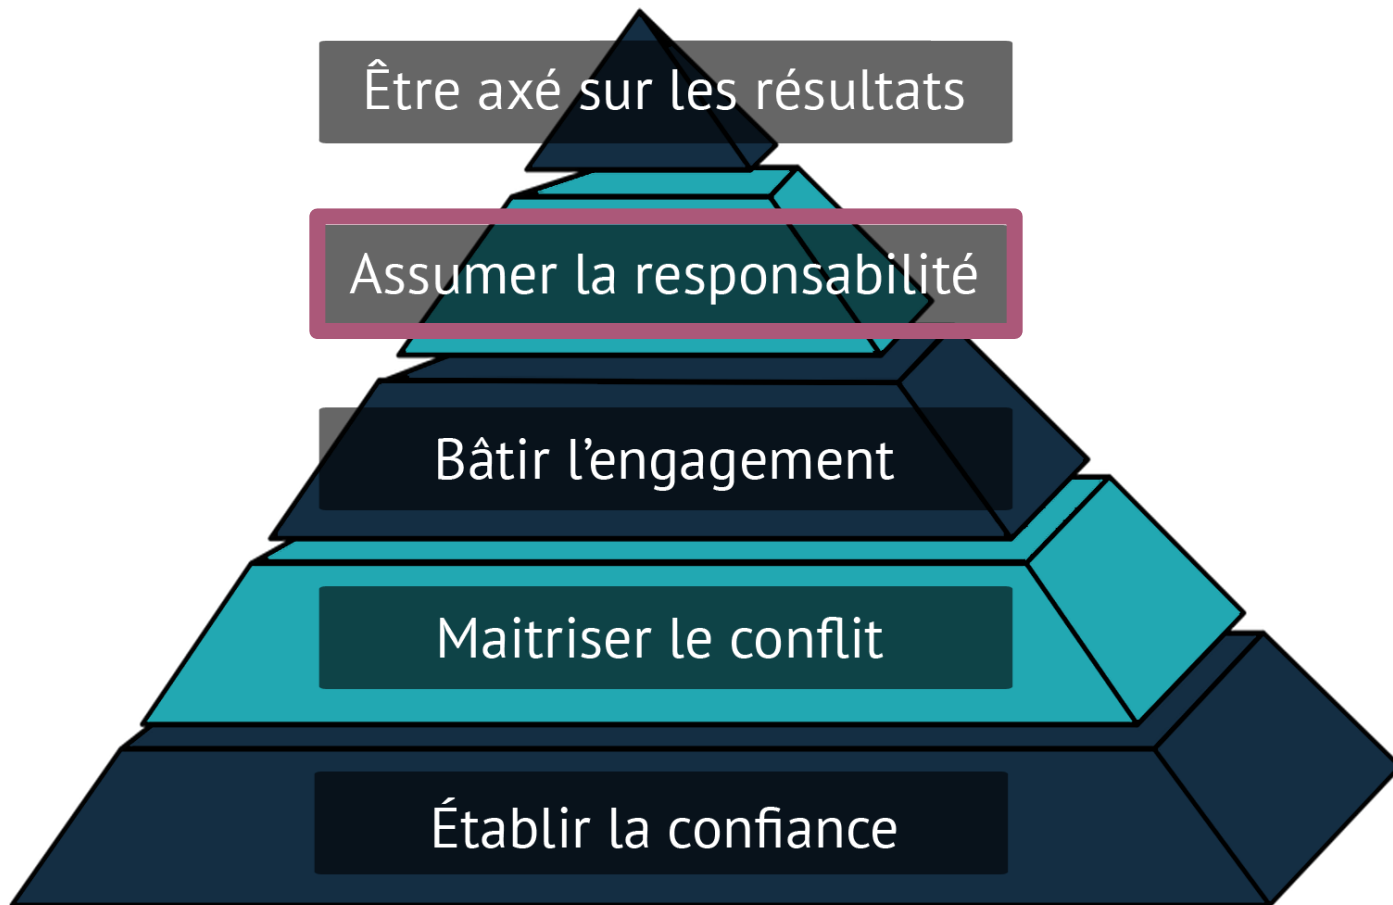 Être axé sur les résultats
Assumer la responsabilité
Bâtir l’engagement
Maitriser le conflit
Établir la confiance